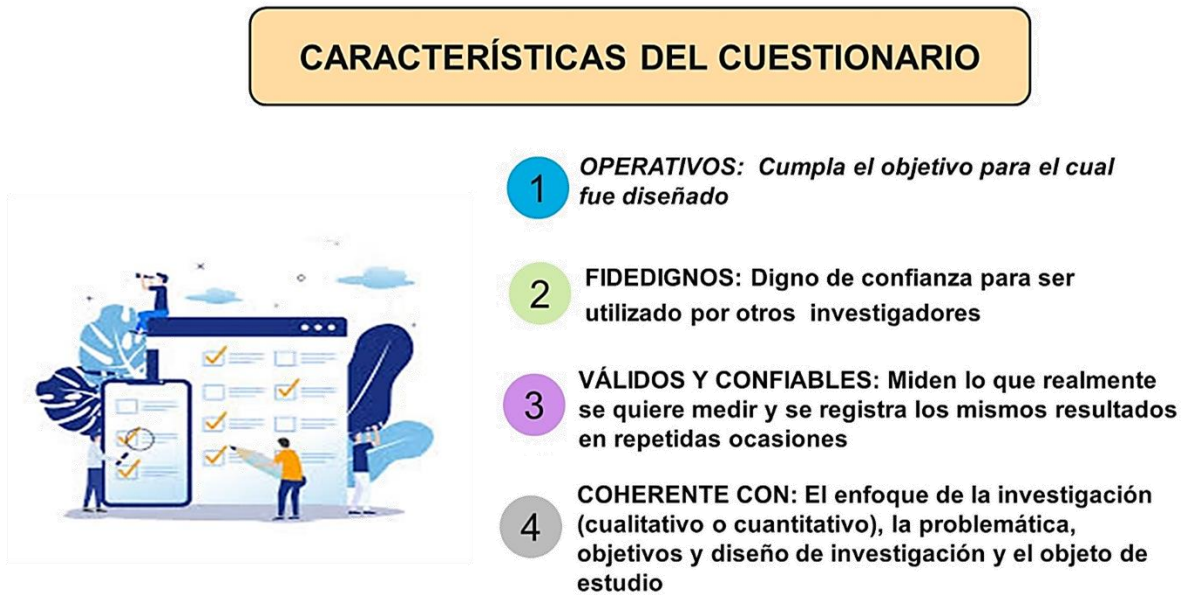 CARACTERÍSTICAS DEL CUESTIONARIO
1
OPERATIVOS: Cumpla el objetivo para el cual
fue diseñado
2
FIDEDIGNOS: Digno de confianza para ser
utilizado por otros investigadores
3
VÁLIDOS Y CONFIABLES: Miden lo que realmente
se quiere medir y se registra los mismos resultados
en repetidas ocasiones
4
COHERENTE CON: El enfoque de la investigación
(cualitativo o cuantitativo), la problemática,
objetivos y diseño de investigación y el objeto de
estudio